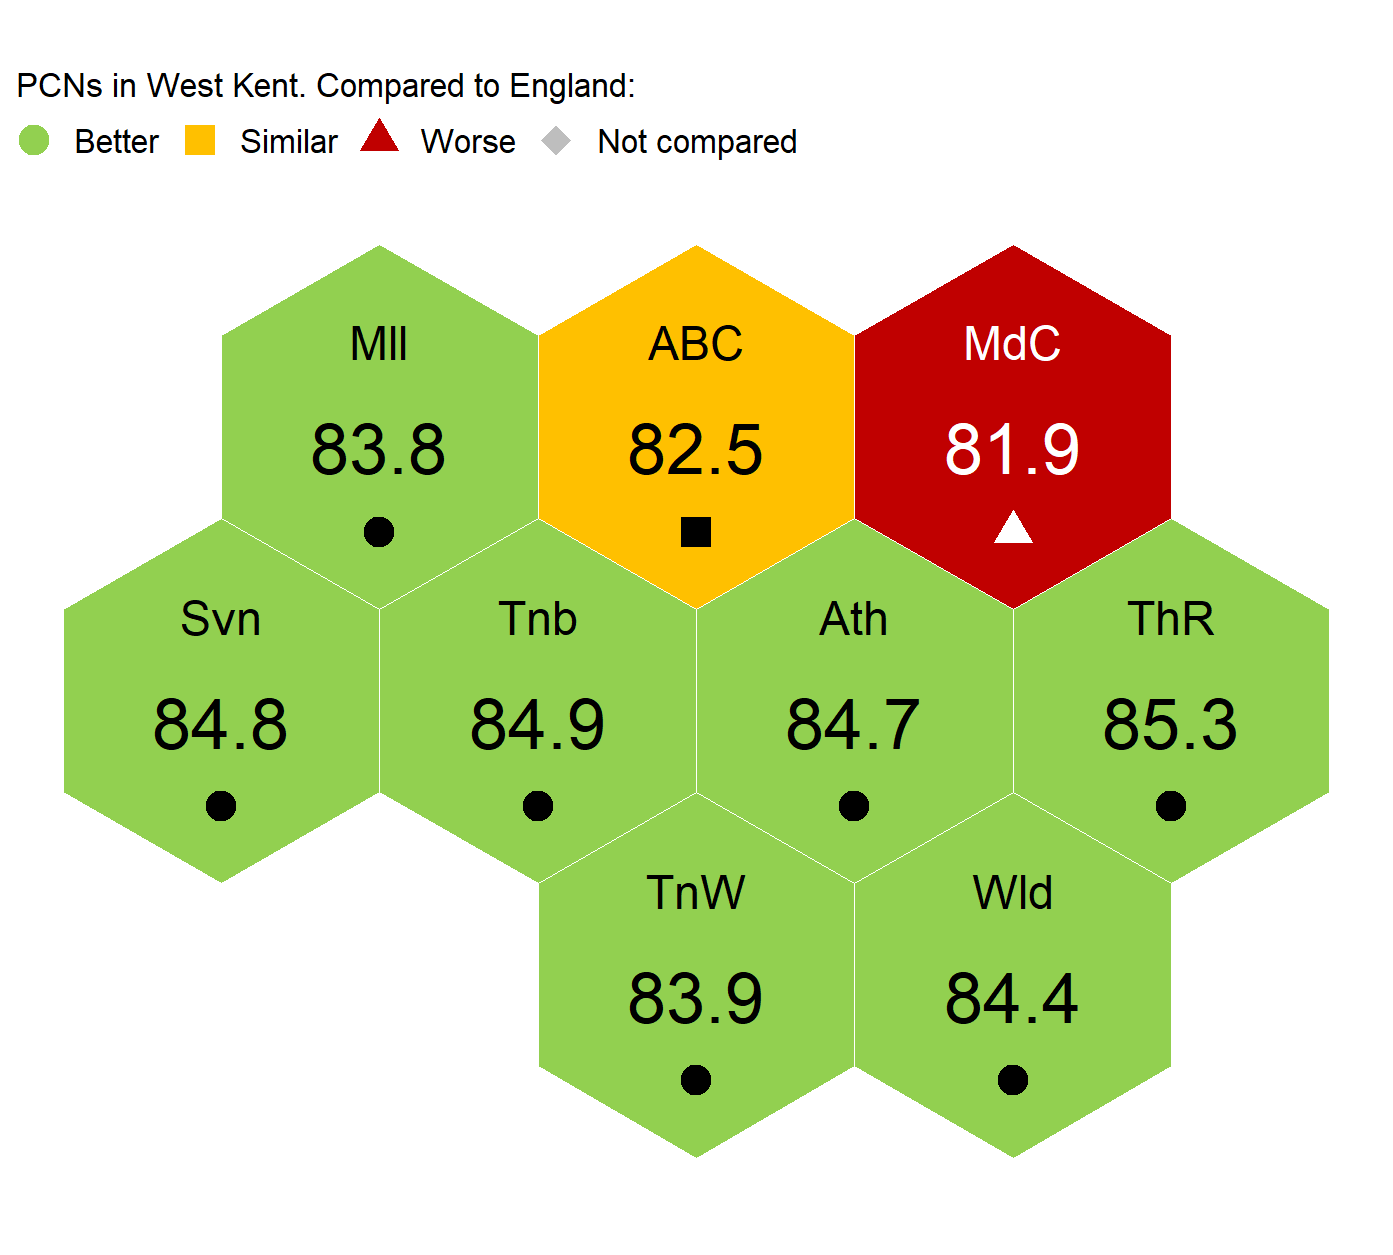 PCNs in West Kent. Compared to England:
Better Similar Worse Not compared
Mll ABC MdC
83.8 82.5 81.9
Svn Tnb Ath ThR
84.8 84.9 84.7 85.3
TnW Wld
83.9 84.4